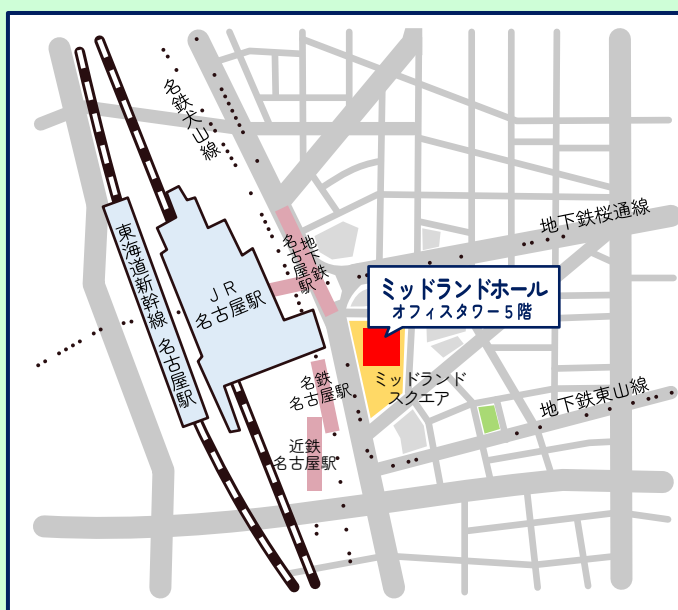 名鉄犬山線
地下鉄桜通線
地下鉄
名古屋駅
東海道新幹線 名古屋駅
ＪＲ
名古屋駅
ミッドランドホール
オフィスタワー５階
ミッドランド
スクエア
名鉄
名古屋駅
地下鉄東山線
近鉄
名古屋駅